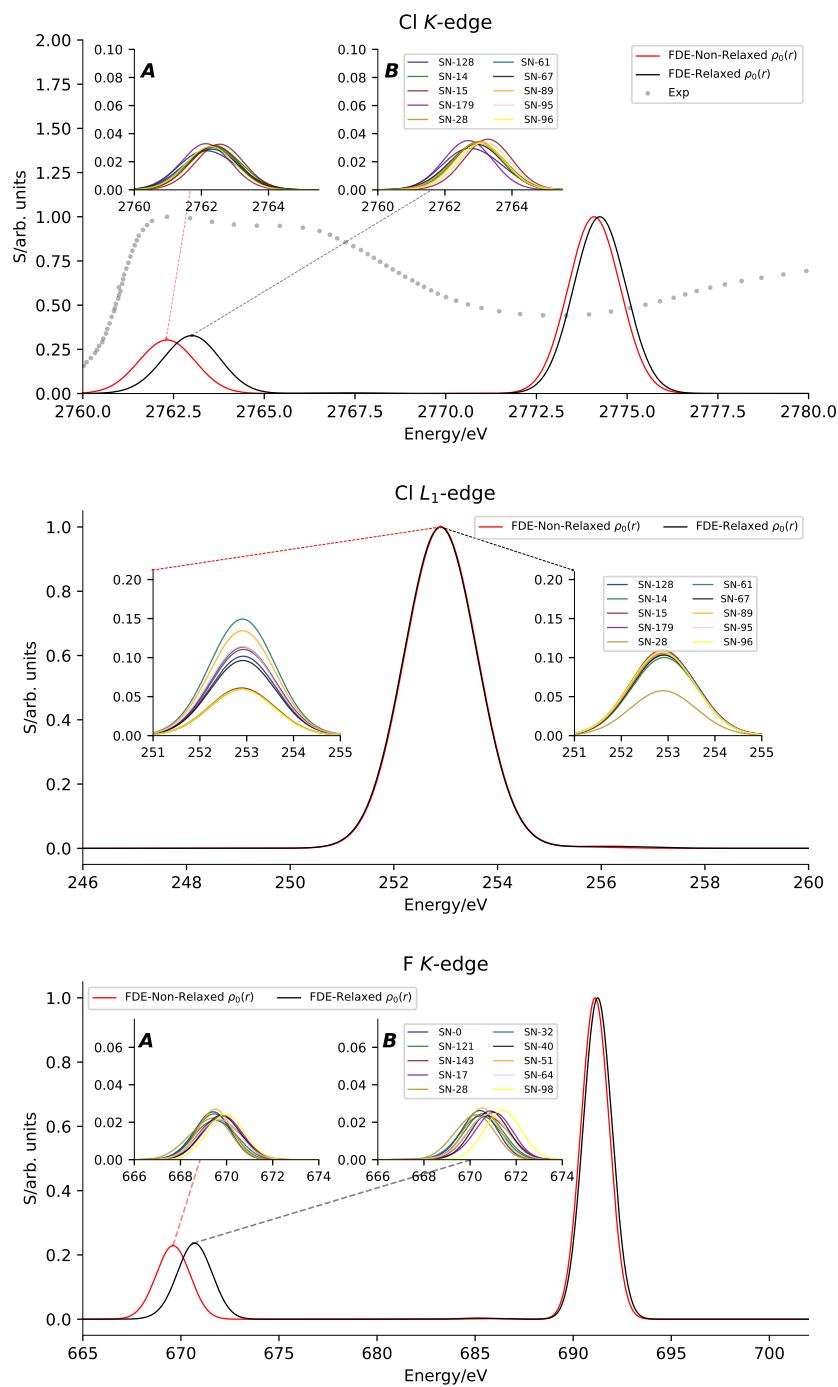 Cl K-edge
2.00
1.75
1.50
1.25
1.00
0.75
0.50
0.25
0.00
S/arb. units
0.10
0.08
0.06
0.04
0.02
0.00
A
2760 2762 2764
0.10
0.08
0.06
0.04
0.02
0.00
B
SN-128 SN-61
SN-14 SN-67
SN-15 SN-89
SN-179 SN-95
SN-28 SN-96
2760 2762 2764
FDE-Non-Relaxed ρ₀(r)
FDE-Relaxed ρ₀(r)
Exp
2760.0 2762.5 2765.0 2767.5 2770.0 2772.5 2775.0 2777.5 2780.0
Energy/eV
Cl L₁-edge
FDE-Non-Relaxed ρ₀(r) FDE-Relaxed ρ₀(r)
1.0
0.8
0.6
0.4
0.2
0.0
S/arb. units
0.20
0.15
0.10
0.05
0.00
251 252 253 254 255
0.20
0.15
0.10
0.05
0.00
SN-128 SN-61
SN-14 SN-67
SN-15 SN-89
SN-179 SN-95
SN-28 SN-96
251 252 253 254 255
246 248 250 252 254 256 258 260
Energy/eV
F K-edge
FDE-Non-Relaxed ρ₀(r) FDE-Relaxed ρ₀(r)
1.0
0.8
0.6
0.4
0.2
0.0
S/arb. units
0.06
0.04
0.02
0.00
A
666 668 670 672 674
0.06
0.04
0.02
0.00
B
SN-0 SN-32
SN-121 SN-40
SN-143 SN-51
SN-17 SN-64
SN-28 SN-98
666 668 670 672 674
665 670 675 680 685 690 695 700
Energy/eV